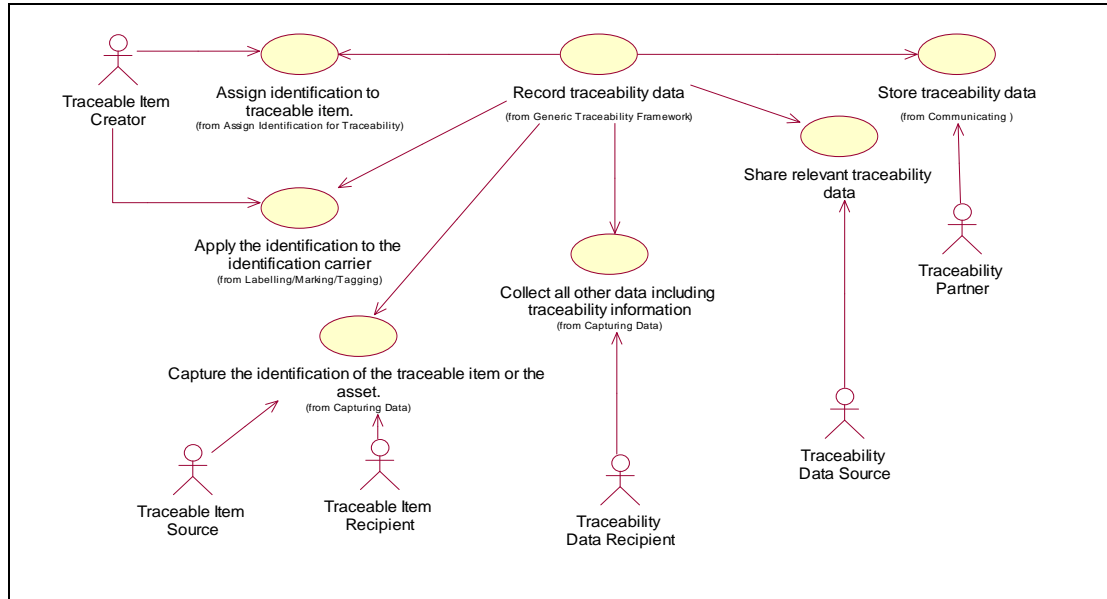 Traceable Item
Creator
Assign identification to
traceable item.
(from Assign Identification for Traceability)
Record traceability data
(from Generic Traceability Framework)
Store traceability data
(from Communicating )
Share relevant traceability
data
Apply the identification to the
identification carrier
(from Labelling/Marking/Tagging)
Traceability
Partner
Collect all other data including
traceability information
(from Capturing Data)
Capture the identification of the traceable item or the
asset.
(from Capturing Data)
Traceability
Data Source
Traceable Item
Source
Traceable Item
Recipient
Traceability
Data Recipient